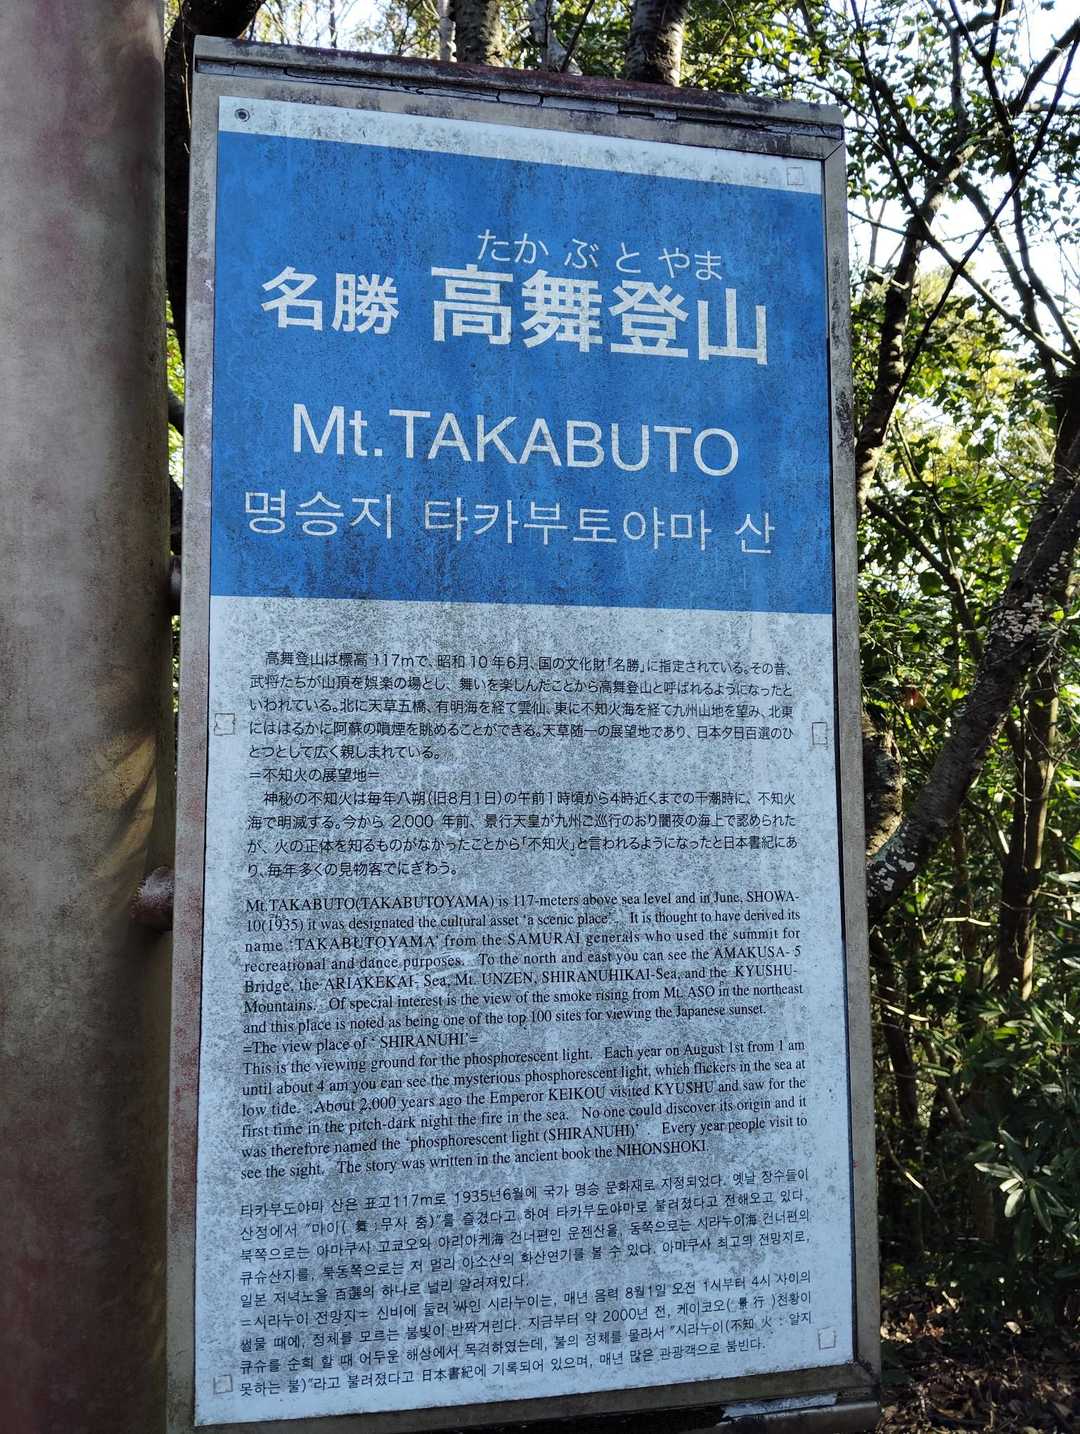 たかぶとやま
名勝 高舞登山
Mt.TAKABUTO
명승지 타카부토야마 산
高舞登山は標高117mで、昭和10年6月、国の文化財「名勝」に指定されている。その昔、
武将たちが山頂を娯楽の場とし、舞いを楽しんだことから高舞登山と呼ばれるようになったと
いわれている。北に天草五橋、有明海を経て雲仙、東に不知火海を経て九州山地を望み、北東
にははるかに阿蘇の噴煙を眺めることができる。天草随一の展望地であり、日本夕日百選のひ
とつとして広く親しまれている。
=不知火の展望地=
神秘の不知火は毎年八朔(旧8月1日)の午前1時頃から4時近くまでの干潮時に、不知火
海で明滅する。今から2,000年前、景行天皇が九州ご巡行のおり闇夜の海上で認められた
が、火の正体を知るものがなかったことから「不知火」と言われるようになったと日本書紀にあ
り、毎年多くの見物客でにぎわう。
Mt.TAKABUTO(TAKABUTOYAMA) is 117-meters above sea level and in June, SHOWA-
10(1935) it was designated the cultural asset 'a scenic place'. It is thought to have derived its
name 'TAKABUTOYAMA' from the SAMURAI generals who used the summit for
recreational and dance purposes. To the north and east you can see the AMAKUSA- 5
Bridge, the ARIAKEKAI- Sea, Mt. UNZEN, SHIRANUHIKAI-Sea, and the KYUSHU-
Mountains. Of special interest is the view of the smoke rising from Mt. ASO in the northeast
and this place is noted as being one of the top 100 sites for viewing the Japanese sunset.
=The view place of ' SHIRANUHI'=
This is the viewing ground for the phosphorescent light. Each year on August 1st from 1 am
until about 4 am you can see the mysterious phosphorescent light, which flickers in the sea at
low tide. About 2,000 years ago the Emperor KEIKOU visited KYUSHU and saw for the
first time in the pitch-dark night the fire in the sea. No one could discover its origin and it
was therefore named the 'phosphorescent light (SHIRANUHI)' Every year people visit to
see the sight. The story was written in the ancient book the NIHONSHOKI.
타카부도야마 산은 표고117m로 1935년6월에 국가 명승 문화재로 지정되었다. 옛날 장수들이
산정에서 "마이( 舞 :무사 춤)"를 즐겼다고 하여 타카부도야마로 불려졌다고 전해오고 있다.
북쪽으로는 아마쿠사 고쿄오와 아리아케海 건너편인 운젠산을, 동쪽으로는 시라누이海 건너편의
큐슈산지를, 북동쪽으로는 저 멀리 아소산의 화산연기를 볼 수 있다. 아마쿠사 최고의 전망지로,
일본 저녁노을 百選의 하나로 널리 알려져있다.
=시라누이 전망지= 신비에 둘러 싸인 시라누이는, 매년 음력 8월1일 오전 1시부터 4시 사이의
썰물 때에, 정체를 모르는 불빛이 반짝거린다. 지금부터 약 2000년 전, 케이코오( 景 行 )천황이
큐슈를 순회 할 때 어두운 해상에서 목격하였는데, 불의 정체를 몰라서 "시라누이(不知 火 : 알지
못하는 불)"라고 불려졌다고 日本書紀에 기록되어 있으며, 매년 많은 관광객으로 붐빈다.